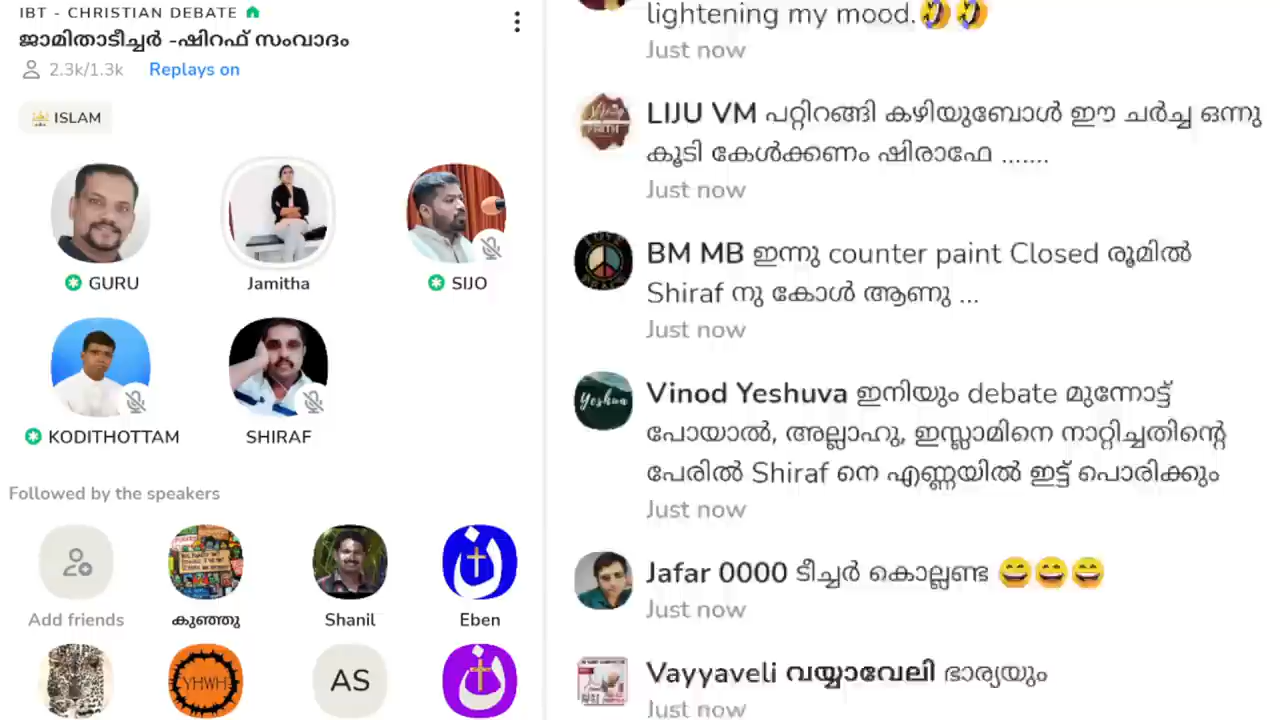 IBT - CHRISTIAN DEBATE
ജാമിതാടീച്ചർ -ഷിറഫ് സംവാദം
2.3k/1.3k Replays on
ISLAM
GURU
Jamitha
SIJO
KODITHOTTAM
SHIRAF
Followed by the speakers
Add friends
കുഞ്ഞു
Shanil
Eben
YHWH
AS
lightening my mood.🤣🤣
Just now
LIJU VM പറ്റിറങ്ങി കഴിയുബോൾ ഈ ചർച്ച ഒന്നു
കൂടി കേൾക്കണം ഷിരാഫേ .......
Just now
BM MB ഇന്നു counter paint Closed രൂമിൽ
Shiraf നു കോൾ ആണു ...
Just now
Yeshua
Vinod Yeshuva ഇനിയും debate മുന്നോട്ട്
പോയാൽ, അല്ലാഹു, ഇസ്ലാമിനെ നാറ്റിച്ചതിന്റെ
പേരിൽ Shiraf നെ എണ്ണയിൽ ഇട്ട് പൊരിക്കും
Just now
Jafar 0000 ടീച്ചർ കൊല്ലണ്ട 😄😄😄
Just now
Vayyaveli വയ്യാവേലി ഭാര്യയും
Just now